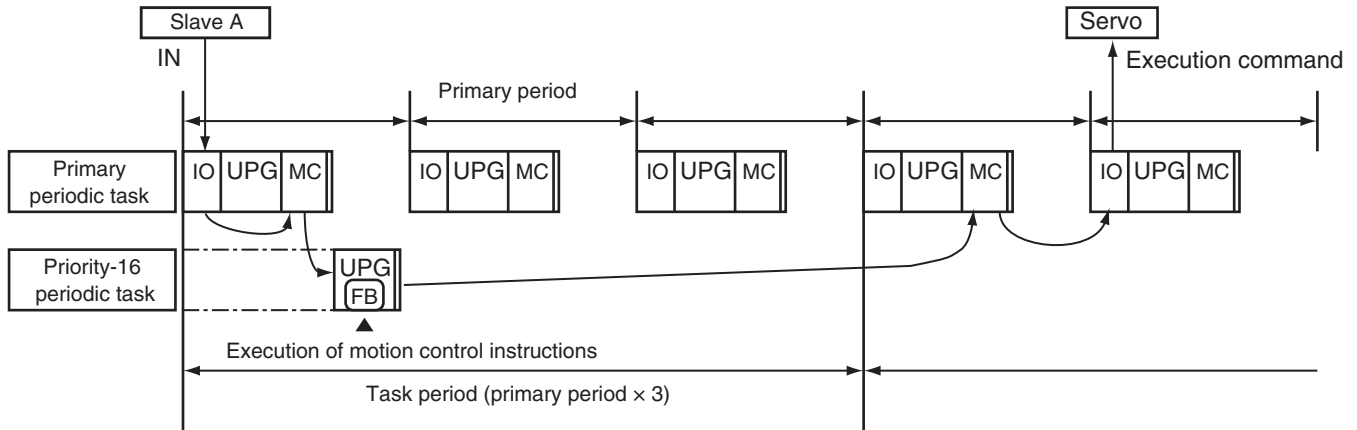 Slave A
Servo
IN
Execution command
Primary period
Primary
periodic task
IO UPG MC
IO UPG MC
IO UPG MC
IO UPG MC
IO UPG MC
Priority-16
periodic task
UPG
FB
Execution of motion control instructions
Task period (primary period × 3)